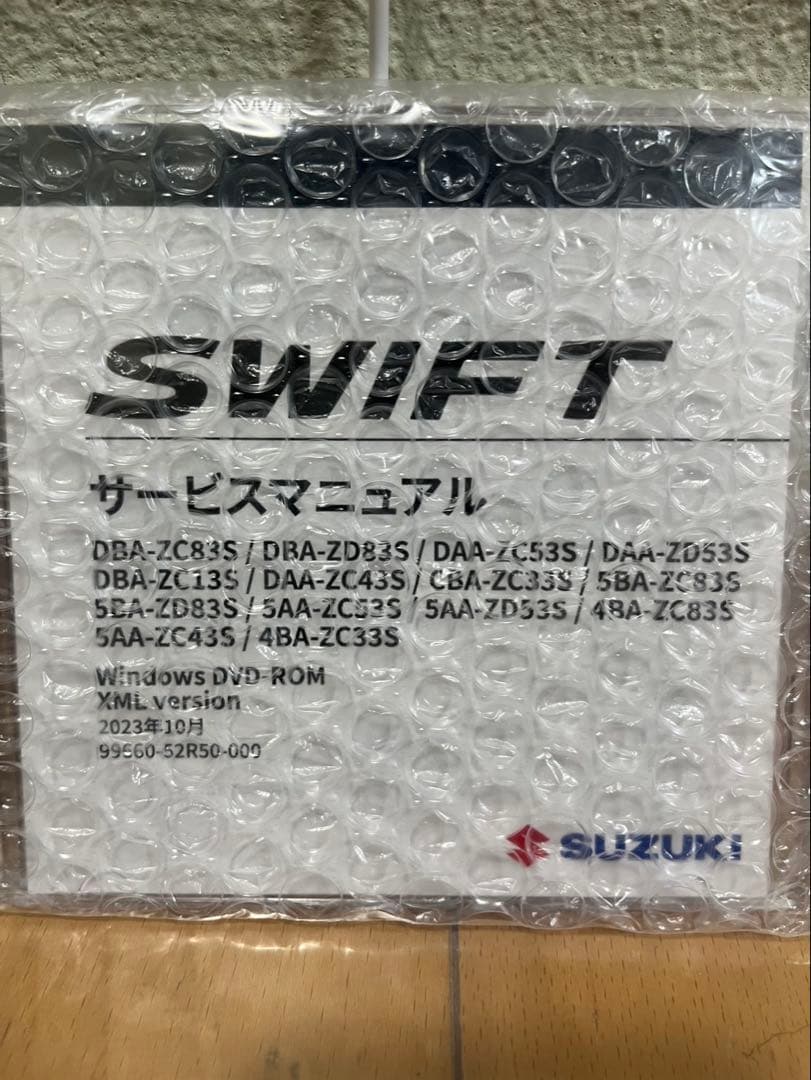 SWIFT
サービスマニュアル
DBA-ZC83S / DBA-ZD83S / DAA-ZC53S / DAA-ZD53S
DBA-ZC13S / DAA-ZC43S / CBA-ZC33S / 5BA-ZC83S
5BA-ZD83S / 5AA-ZC53S / 5AA-ZD53S / 4BA-ZC83S
5AA-ZC43S / 4BA-ZC33S
Windows DVD-ROM
XML version
2023年10月
99560-52R50-000
SUZUKI